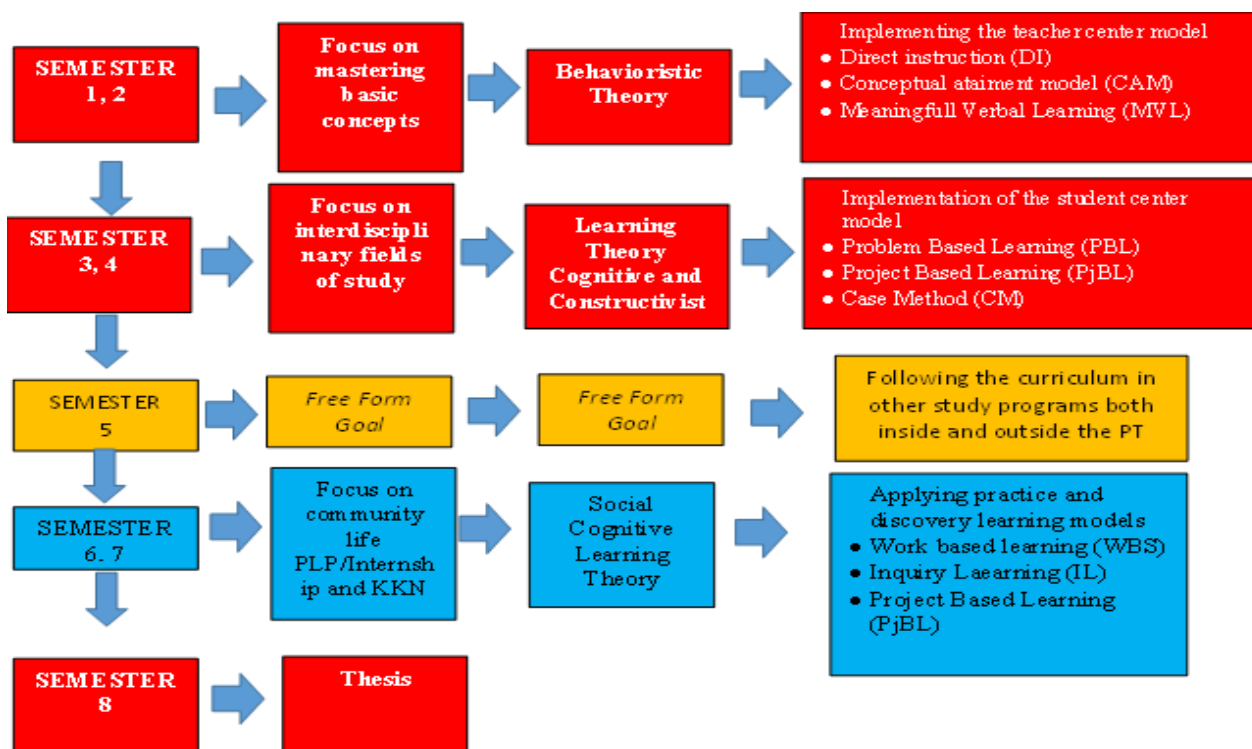 SEMESTER
1, 2
Focus on
mastering
basic
concepts
Behavioristic
Theory
Implementing the teacher center model
● Direct instruction (DI)
● Conceptual ataiment model (CAM)
● Meaningfull Verbal Learning (MVL)
SEMESTER
3, 4
Focus on
interdiscipli
nary fields
of study
Learning
Theory
Cognitive and
Constructivist
Implementation of the student center
model
● Problem Based Learning (PBL)
● Project Based Learning (PjBL)
● Case Method (CM)
SEMESTER
5
Free Form
Goal
Free Form
Goal
Following the curriculum in
other study programs both
inside and outside the PT
SEMESTER
6. 7
Focus on
community
life
PLP/Internsh
ip and KKN
Social
Cognitive
Learning
Theory
Applying practice and
discovery learning models
● Work based learning (WBS)
● Inquiry Laearning (IL)
● Project Based Learning
(PjBL)
SEMESTER
8
Thesis